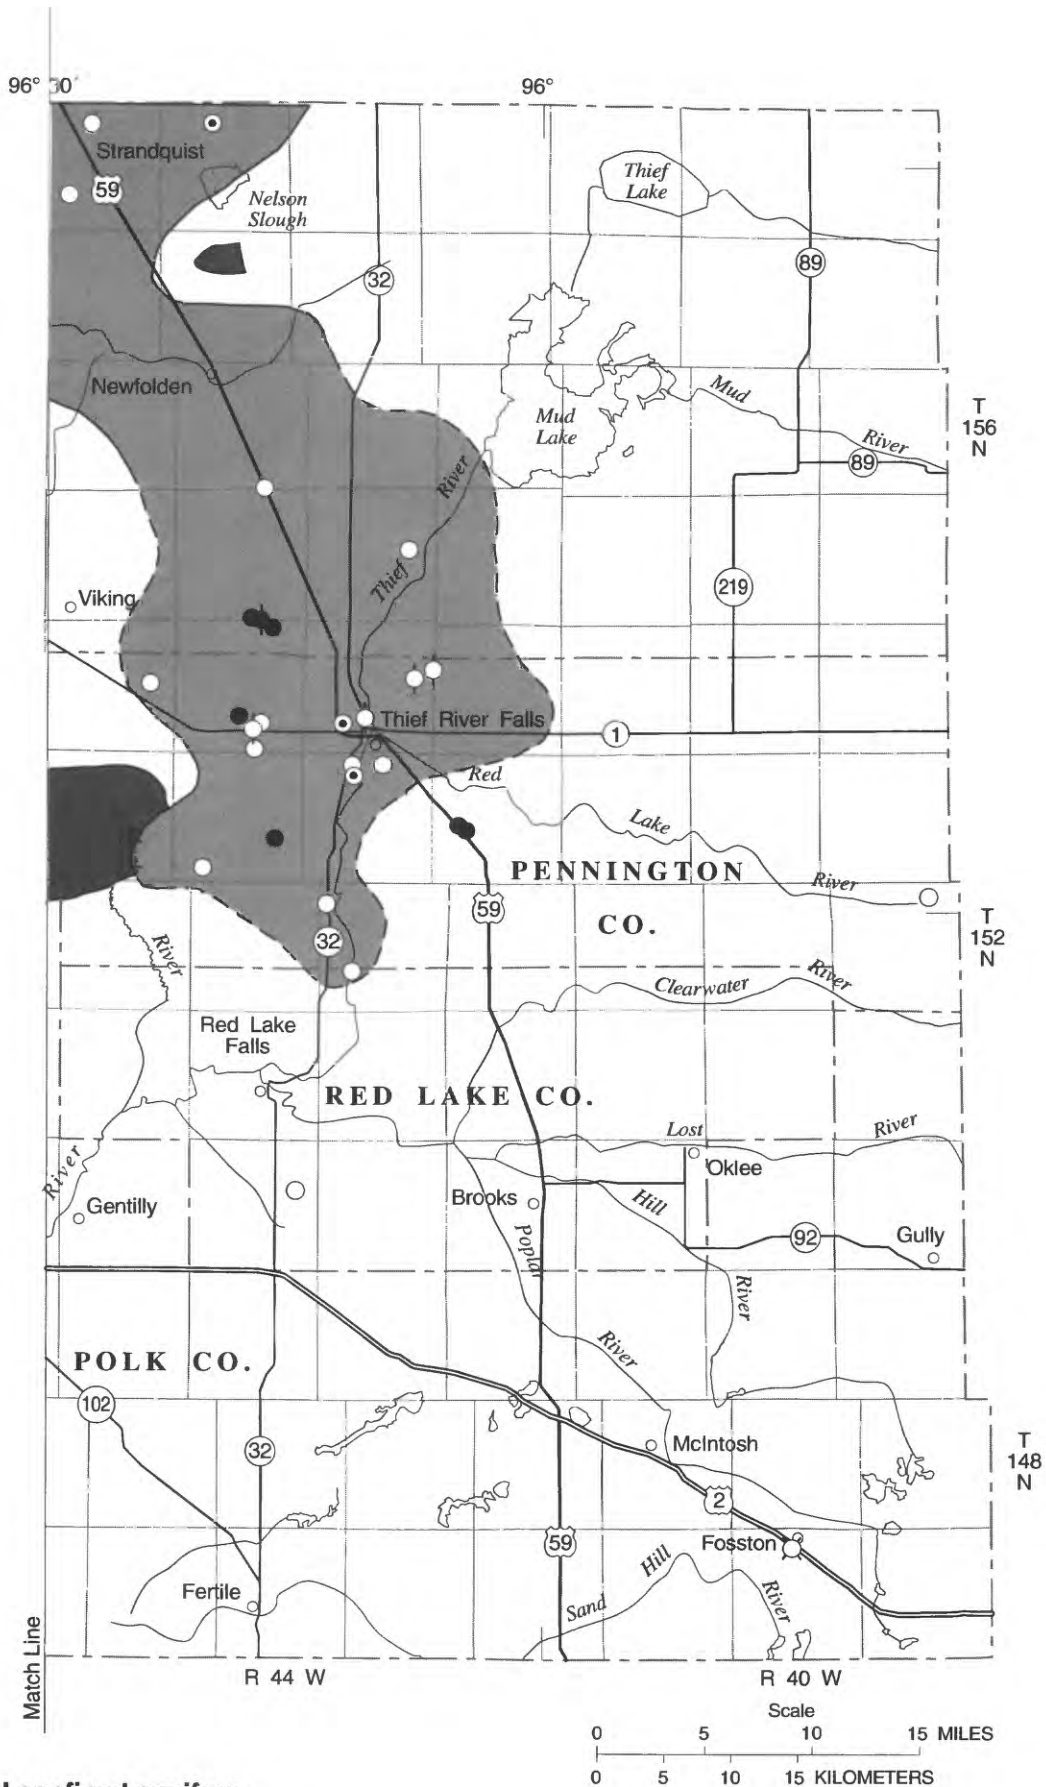 96° 30'
96°
Strandquist
59
Nelson
Slough
Thief
Lake
32
89
Newfolden
Mud
Lake
Mud
River
T
156
N
89
River
Thief
219
Viking
Thief River Falls
1
Red
Lake
River
PENNINGTON
CO.
59
T
152
N
32
River
Clearwater
River
Red Lake
Falls
RED LAKE CO.
Lost
River
Oklee
River
Gentilly
Brooks
Hill
Poplar
92
Gully
River
River
POLK CO.
102
McIntosh
T
148
N
32
2
59
Fosston
Hill
Fertile
Sand
River
Match Line
R 44 W
R 40 W
Scale
0 5 10 15 MILES
0 5 10 15 KILOMETERS